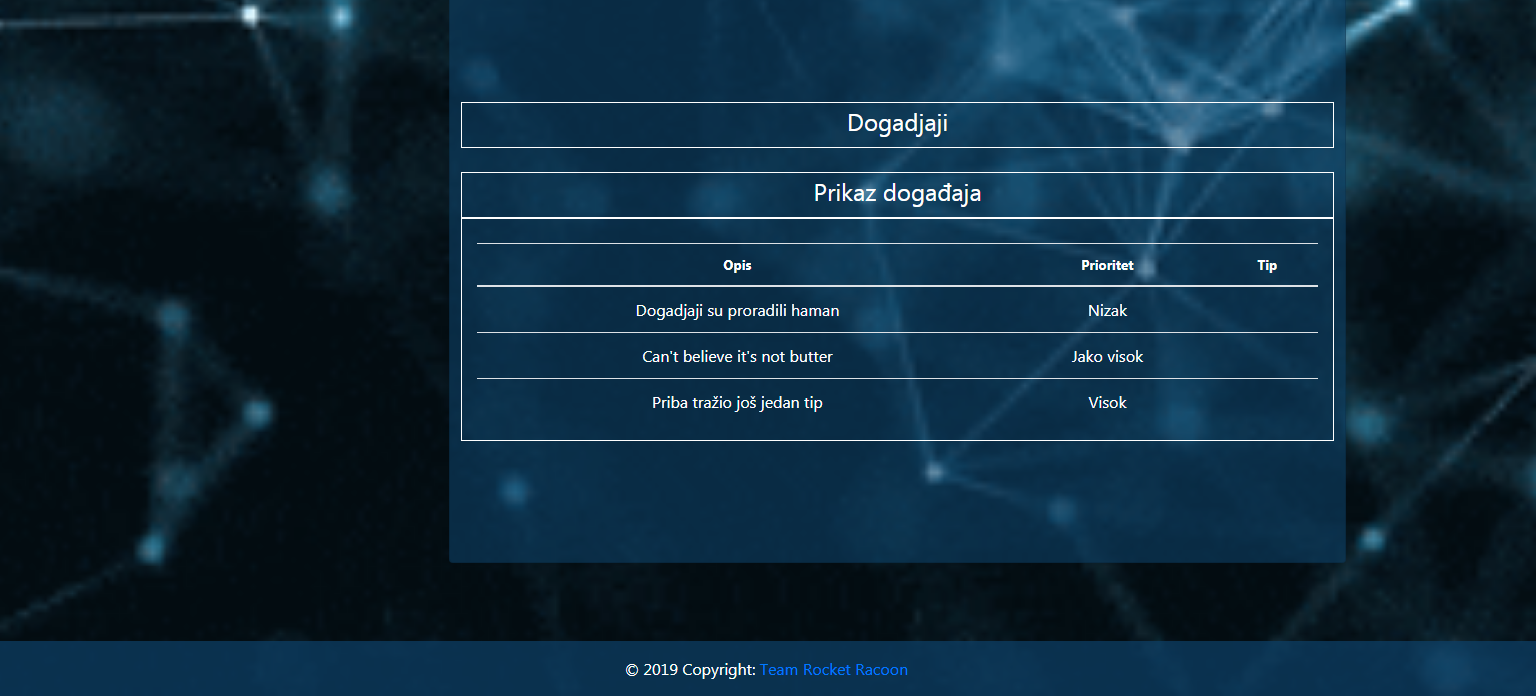 Dogadjaji
Prikaz događaja
Opis Prioritet Tip
Dogadjaji su proradili haman Nizak
Can't believe it's not butter Jako visok
Priba tražio još jedan tip Visok
© 2019 Copyright: Team Rocket Racoon